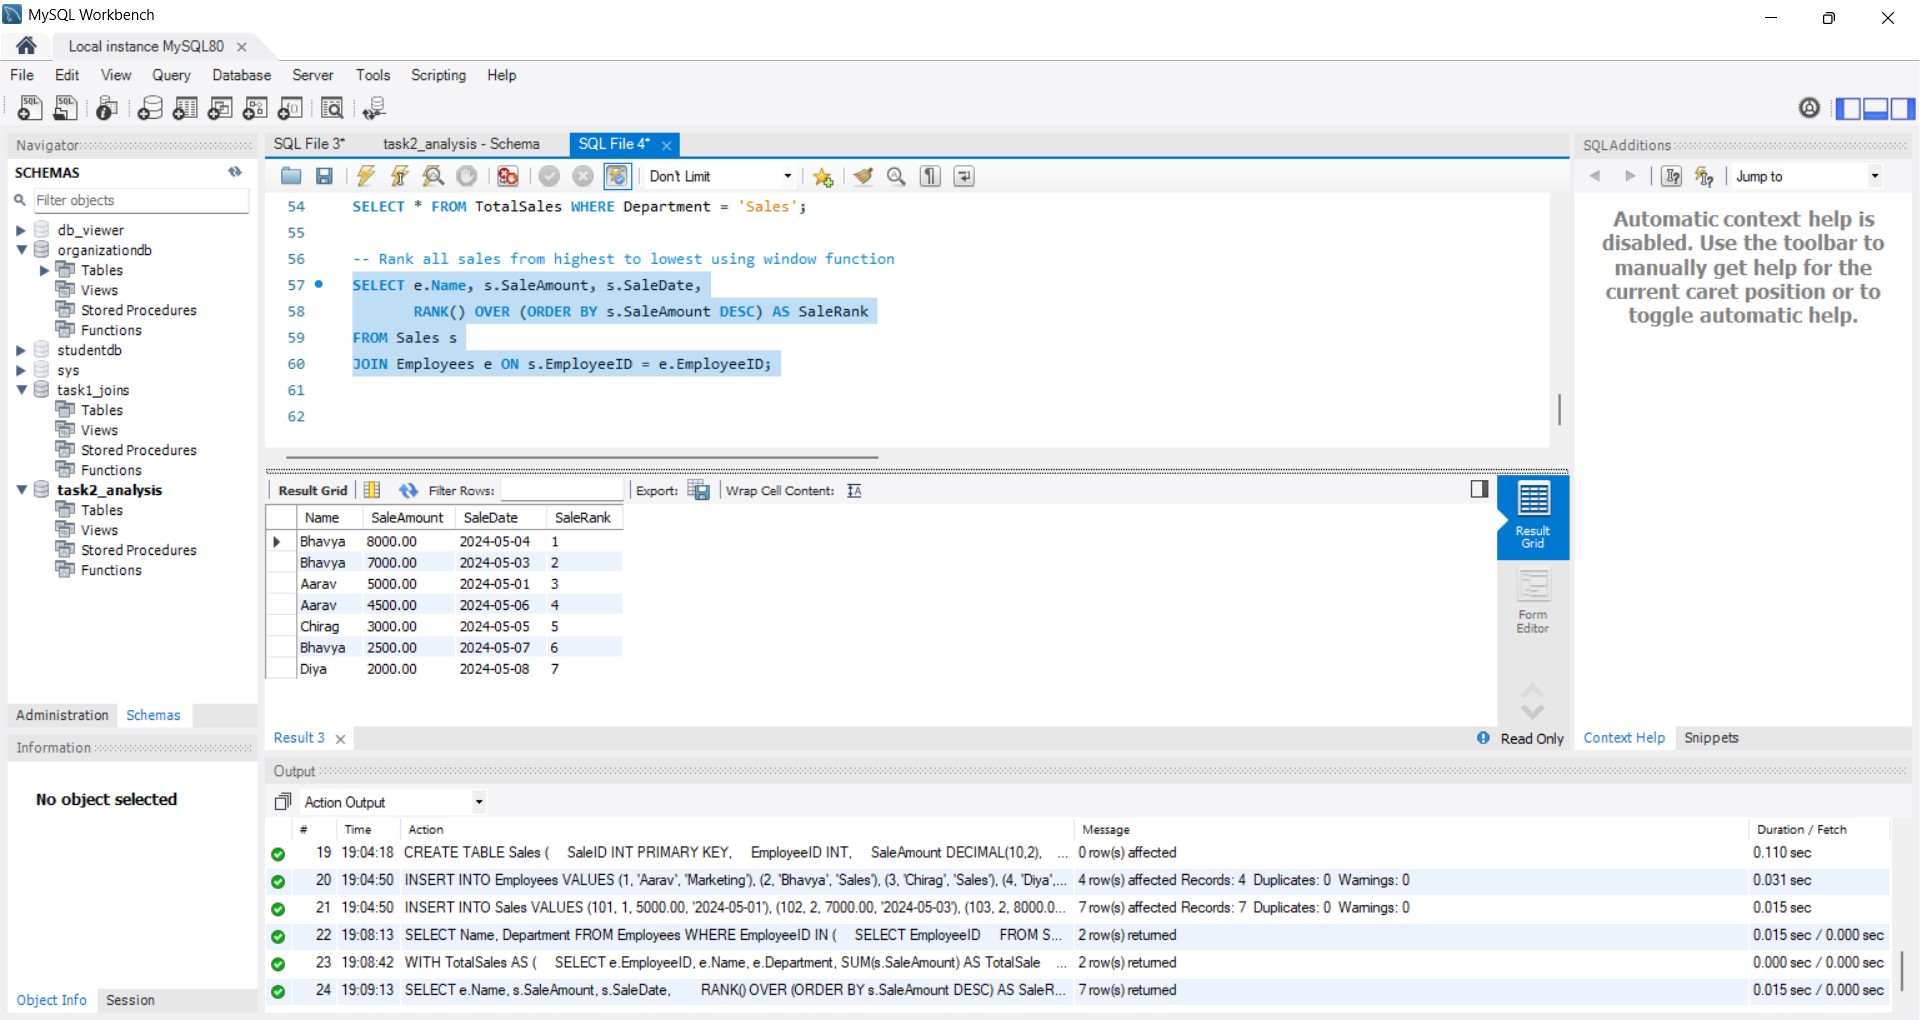 MySQL Workbench
Local instance MySQL80
File Edit View Query Database Server Tools Scripting Help
Navigator
SCHEMAS
Filter objects
db_viewer
organizationdb
Tables
Views
Stored Procedures
Functions
studentdb
sys
task1_joins
Tables
Views
Stored Procedures
Functions
task2_analysis
Tables
Views
Stored Procedures
Functions
Administration Schemas
Information
No object selected
Object Info Session
SQL File 3* task2_analysis - Schema SQL File 4*
Don't Limit
54 SELECT * FROM TotalSales WHERE Department = 'Sales';
55
56 -- Rank all sales from highest to lowest using window function
57 SELECT e.Name, s.SaleAmount, s.SaleDate,
58 RANK() OVER (ORDER BY s.SaleAmount DESC) AS SaleRank
59 FROM Sales s
60 JOIN Employees e ON s.EmployeeID = e.EmployeeID;
61
62
Result Grid Filter Rows: Export: Wrap Cell Content:
Name SaleAmount SaleDate SaleRank
Bhavya 8000.00 2024-05-04 1
Bhavya 7000.00 2024-05-03 2
Aarav 5000.00 2024-05-01 3
Aarav 4500.00 2024-05-06 4
Chirag 3000.00 2024-05-05 5
Bhavya 2500.00 2024-05-07 6
Diya 2000.00 2024-05-08 7
Result
Grid
Form
Editor
Result 3
Read Only
SQLAdditions
Jump to
Automatic context help is
disabled. Use the toolbar to
manually get help for the
current caret position or to
toggle automatic help.
Context Help Snippets
Output
Action Output
# Time Action Message Duration / Fetch
19 19:04:18 CREATE TABLE Sales ( SaleID INT PRIMARY KEY, EmployeeID INT, SaleAmount DECIMAL(10,2), ... 0 row(s) affected 0.110 sec
20 19:04:50 INSERT INTO Employees VALUES (1, 'Aarav', 'Marketing'), (2, 'Bhavya', 'Sales'), (3, 'Chirag', 'Sales'), (4, 'Diya',... 4 row(s) affected Records: 4 Duplicates: 0 Warnings: 0 0.031 sec
21 19:04:50 INSERT INTO Sales VALUES (101, 1, 5000.00, '2024-05-01'), (102, 2, 7000.00, '2024-05-03'), (103, 2, 8000.0... 7 row(s) affected Records: 7 Duplicates: 0 Warnings: 0 0.015 sec
22 19:08:13 SELECT Name, Department FROM Employees WHERE EmployeeID IN ( SELECT EmployeeID FROM S... 2 row(s) returned 0.015 sec / 0.000 sec
23 19:08:42 WITH TotalSales AS ( SELECT e.EmployeeID, e.Name, e.Department, SUM(s.SaleAmount) AS TotalSale ... 2 row(s) returned 0.000 sec / 0.000 sec
24 19:09:13 SELECT e.Name, s.SaleAmount, s.SaleDate, RANK() OVER (ORDER BY s.SaleAmount DESC) AS SaleR... 7 row(s) returned 0.015 sec / 0.000 sec